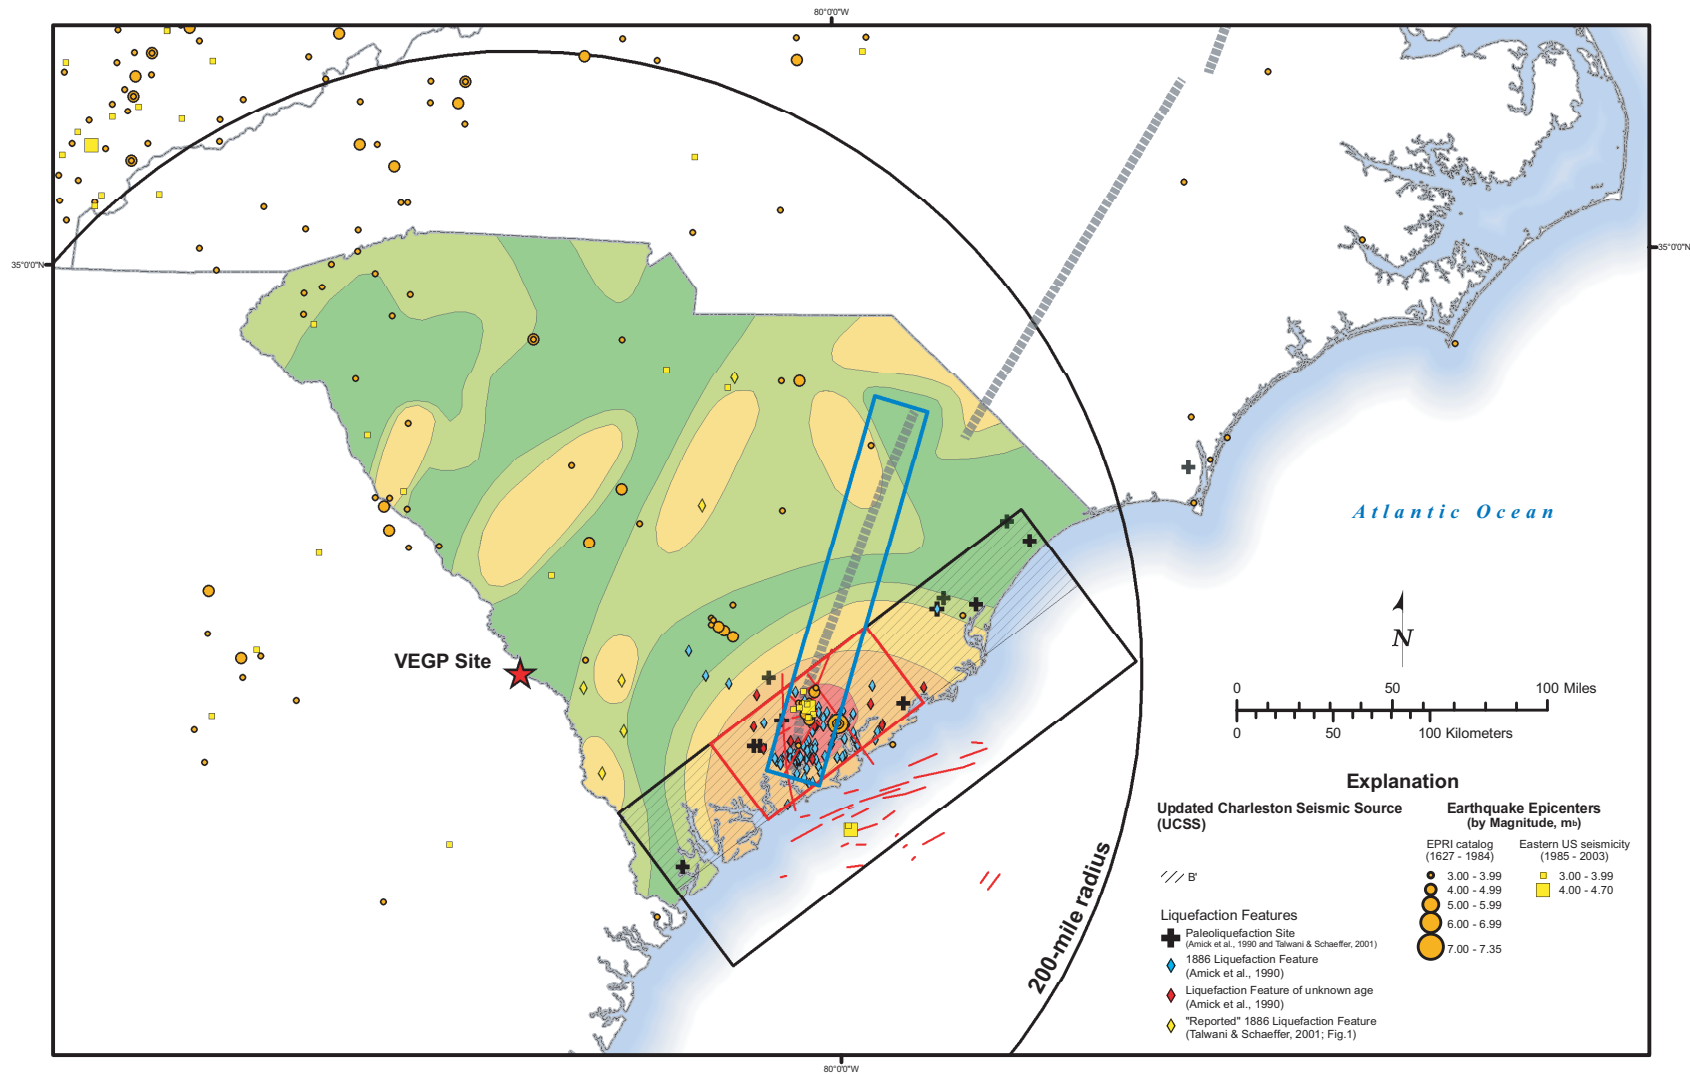 80°0'0"W
35°0'0"N
35°0'0"N
Atlantic Ocean
VEGP Site
N
0 50 100 Miles
0 50 100 Kilometers
200-mile radius
Explanation
Updated Charleston Seismic Source
(UCSS)
B'
Liquefaction Features
Paleoliquefaction Site
(Amick et al., 1990 and Talwani & Schaeffer, 2001)
1886 Liquefaction Feature
(Amick et al., 1990)
Liquefaction Feature of unknown age
(Amick et al., 1990)
"Reported" 1886 Liquefaction Feature
(Talwani & Schaeffer, 2001; Fig.1)
Earthquake Epicenters
(by Magnitude, mb)
EPRI catalog
(1627 - 1984)
3.00 - 3.99
4.00 - 4.99
5.00 - 5.99
6.00 - 6.99
7.00 - 7.35
Eastern US seismicity
(1985 - 2003)
3.00 - 3.99
4.00 - 4.70
80°0'0"W